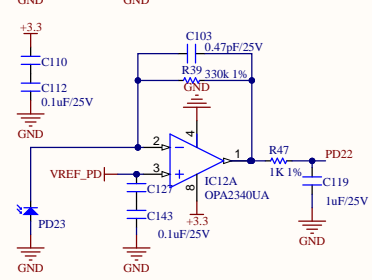 GND
GND
+3.3
C110
C112
0.1uF/25V
GND
C103
0.47pF/25V
R39 330k 1%
GND
4
2
3
1
8
VREF_PD
IC12A
OPA2340UA
+3.3
C127
C143
0.1uF/25V
GND
PD23
GND
R47
1K 1%
PD22
C119
1uF/25V
GND